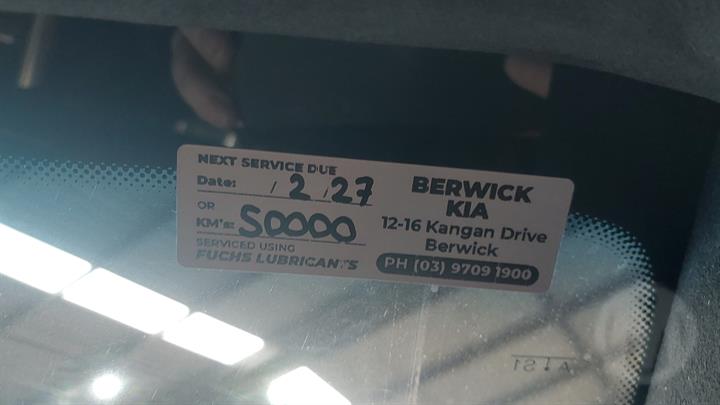 NEXT SERVICE DUE
Date: / 2 / 27
OR
KM's: 50000
SERVICED USING
FUCHS LUBRICANTS
BERWICK
KIA
12-16 Kangan Drive
Berwick
PH (03) 9709 1900